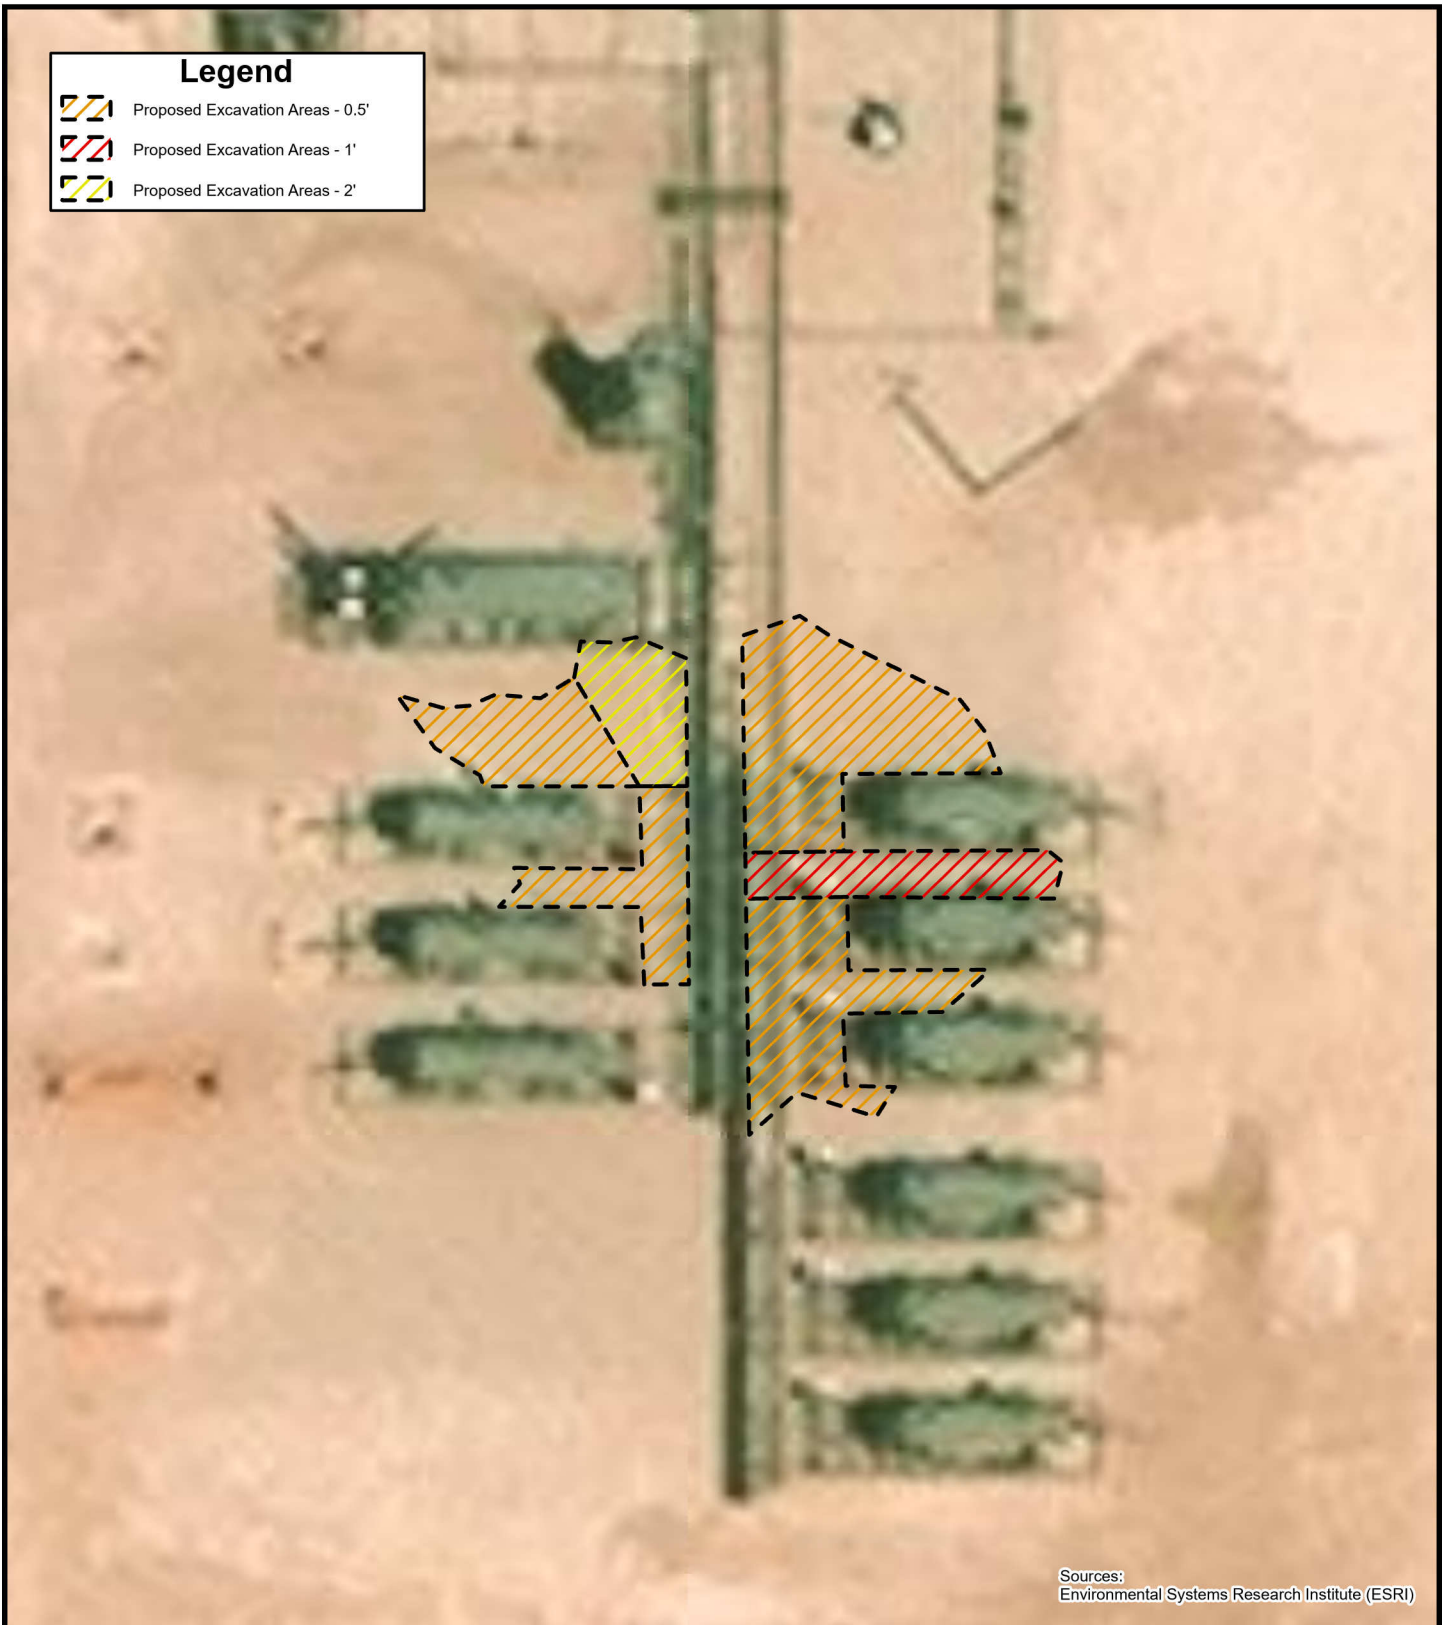 Legend
Proposed Excavation Areas - 0.5'
Proposed Excavation Areas - 1'
Proposed Excavation Areas - 2'
Sources:
Environmental Systems Research Institute (ESRI)